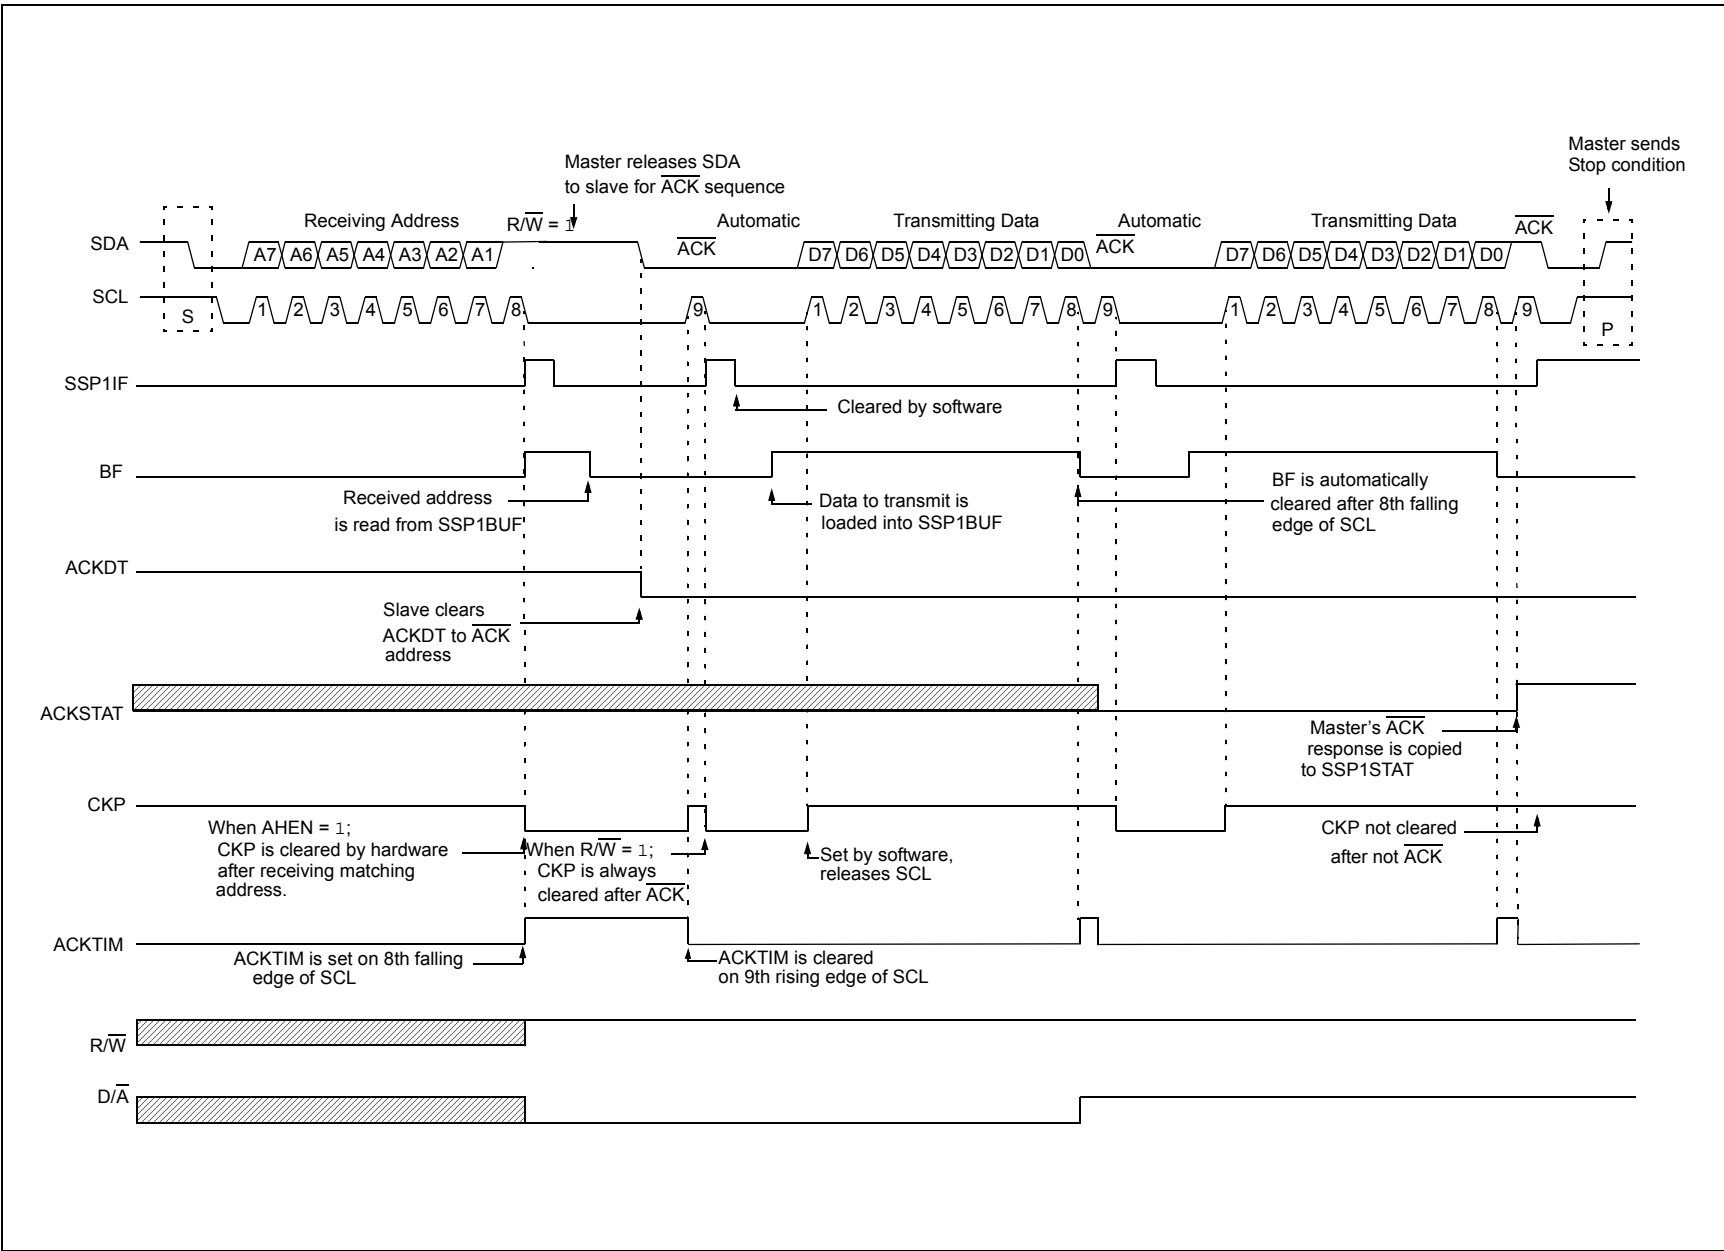 Master sends
Stop condition
Master releases SDA
to slave for A̅C̅K̅ sequence
Receiving Address R/W̅ = 1 Automatic Transmitting Data Automatic Transmitting Data A̅C̅K̅
SDA A7 A6 A5 A4 A3 A2 A1 A̅C̅K̅ D7 D6 D5 D4 D3 D2 D1 D0 A̅C̅K̅ D7 D6 D5 D4 D3 D2 D1 D0
SCL S 1 2 3 4 5 6 7 8 9 1 2 3 4 5 6 7 8 9 1 2 3 4 5 6 7 8 9 P
SSP1IF
Cleared by software
BF
Received address
is read from SSP1BUF
Data to transmit is
loaded into SSP1BUF
BF is automatically
cleared after 8th falling
edge of SCL
ACKDT
Slave clears
ACKDT to A̅C̅K̅
address
ACKSTAT
Master’s A̅C̅K̅
response is copied
to SSP1STAT
CKP
When AHEN = 1;
CKP is cleared by hardware
after receiving matching
address.
When R/W̅ = 1;
CKP is always
cleared after A̅C̅K̅
Set by software,
releases SCL
CKP not cleared
after not A̅C̅K̅
ACKTIM
ACKTIM is set on 8th falling
edge of SCL
ACKTIM is cleared
on 9th rising edge of SCL
R/W̅
D/A̅